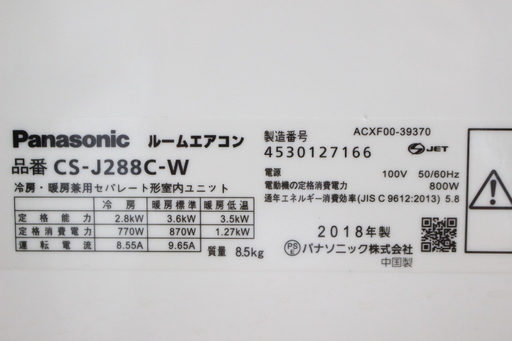 Panasonic ルームエアコン
品番 CS-J288C-W
冷房・暖房兼用セパレート形室内ユニット
冷房 暖房標準 暖房低温
定格能力 2.8kW 3.6kW 3.5kW
定格消費電力 770W 870W 1.27kW
運転電流 8.55A 9.65A
質量 8.5kg
ACXF00-39370
製造番号
4530127166
JET
電源 100V 50/60Hz
電動機の定格消費電力 800W
通年エネルギー消費効率(JIS C 9612:2013) 5.8
2018年製
PSE パナソニック株式会社
中国製